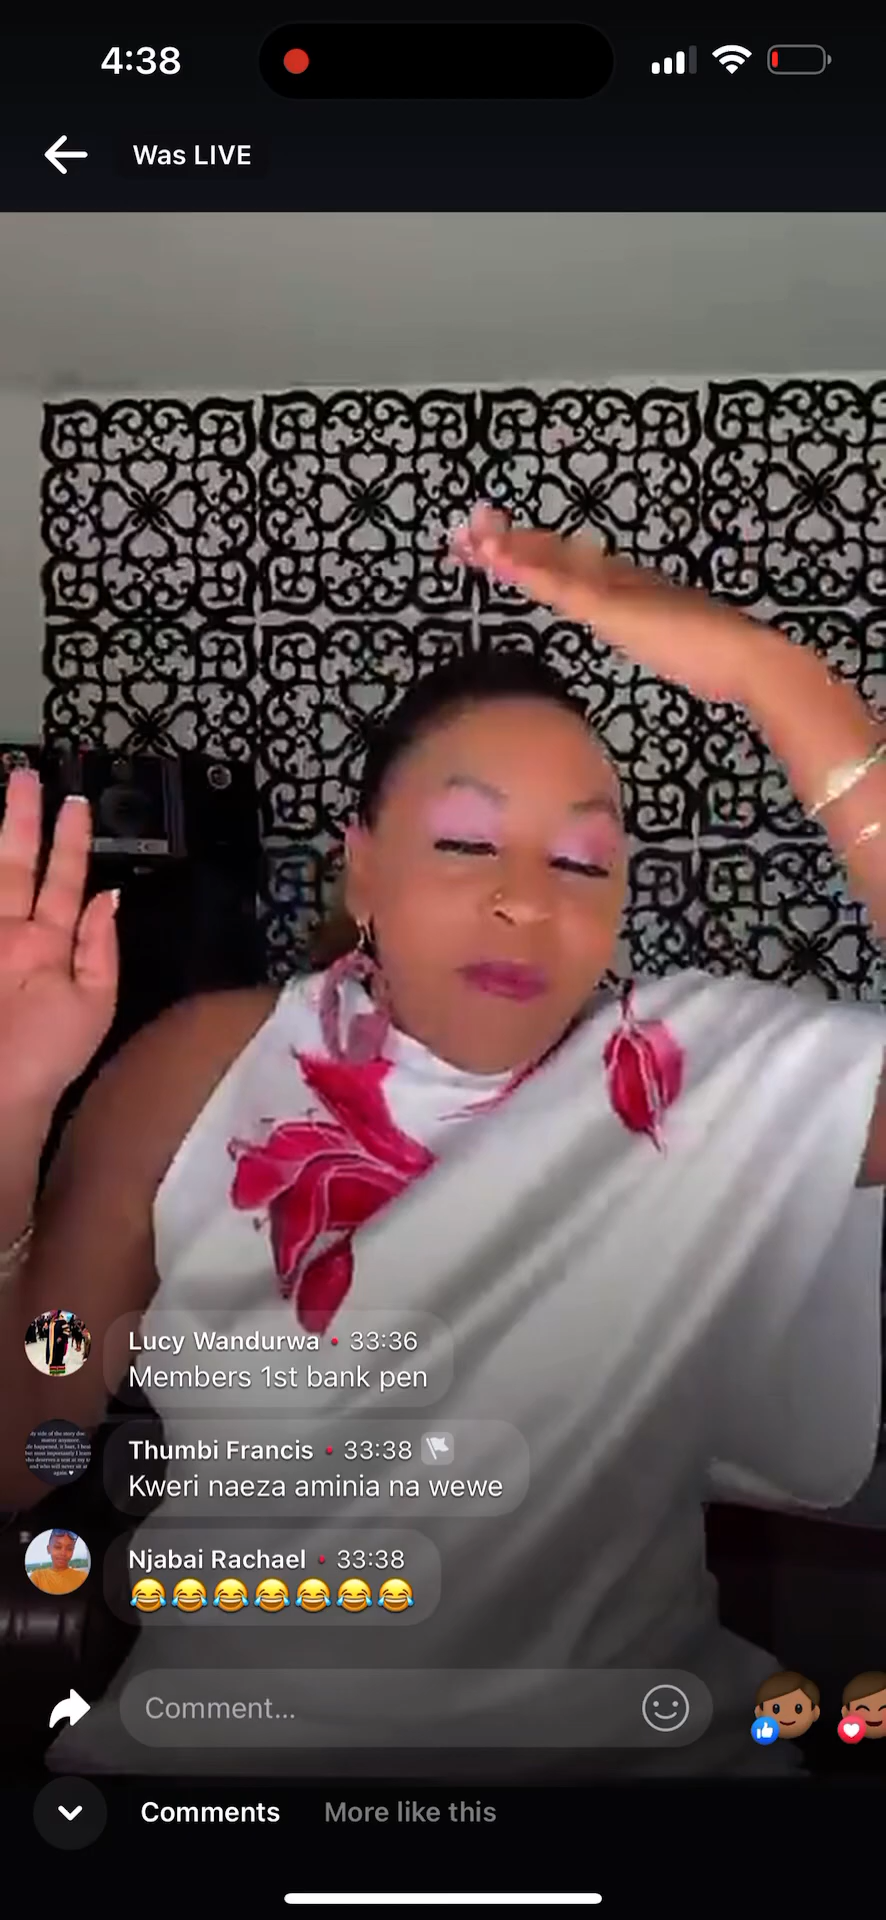 4:38
Was LIVE
Lucy Wandurwa • 33:36
Members 1st bank pen
Thumbi Francis • 33:38
Kweri naeza aminia na wewe
Njabai Rachael • 33:38
😂😂😂😂😂😂😂
Comment...
Comments More like this